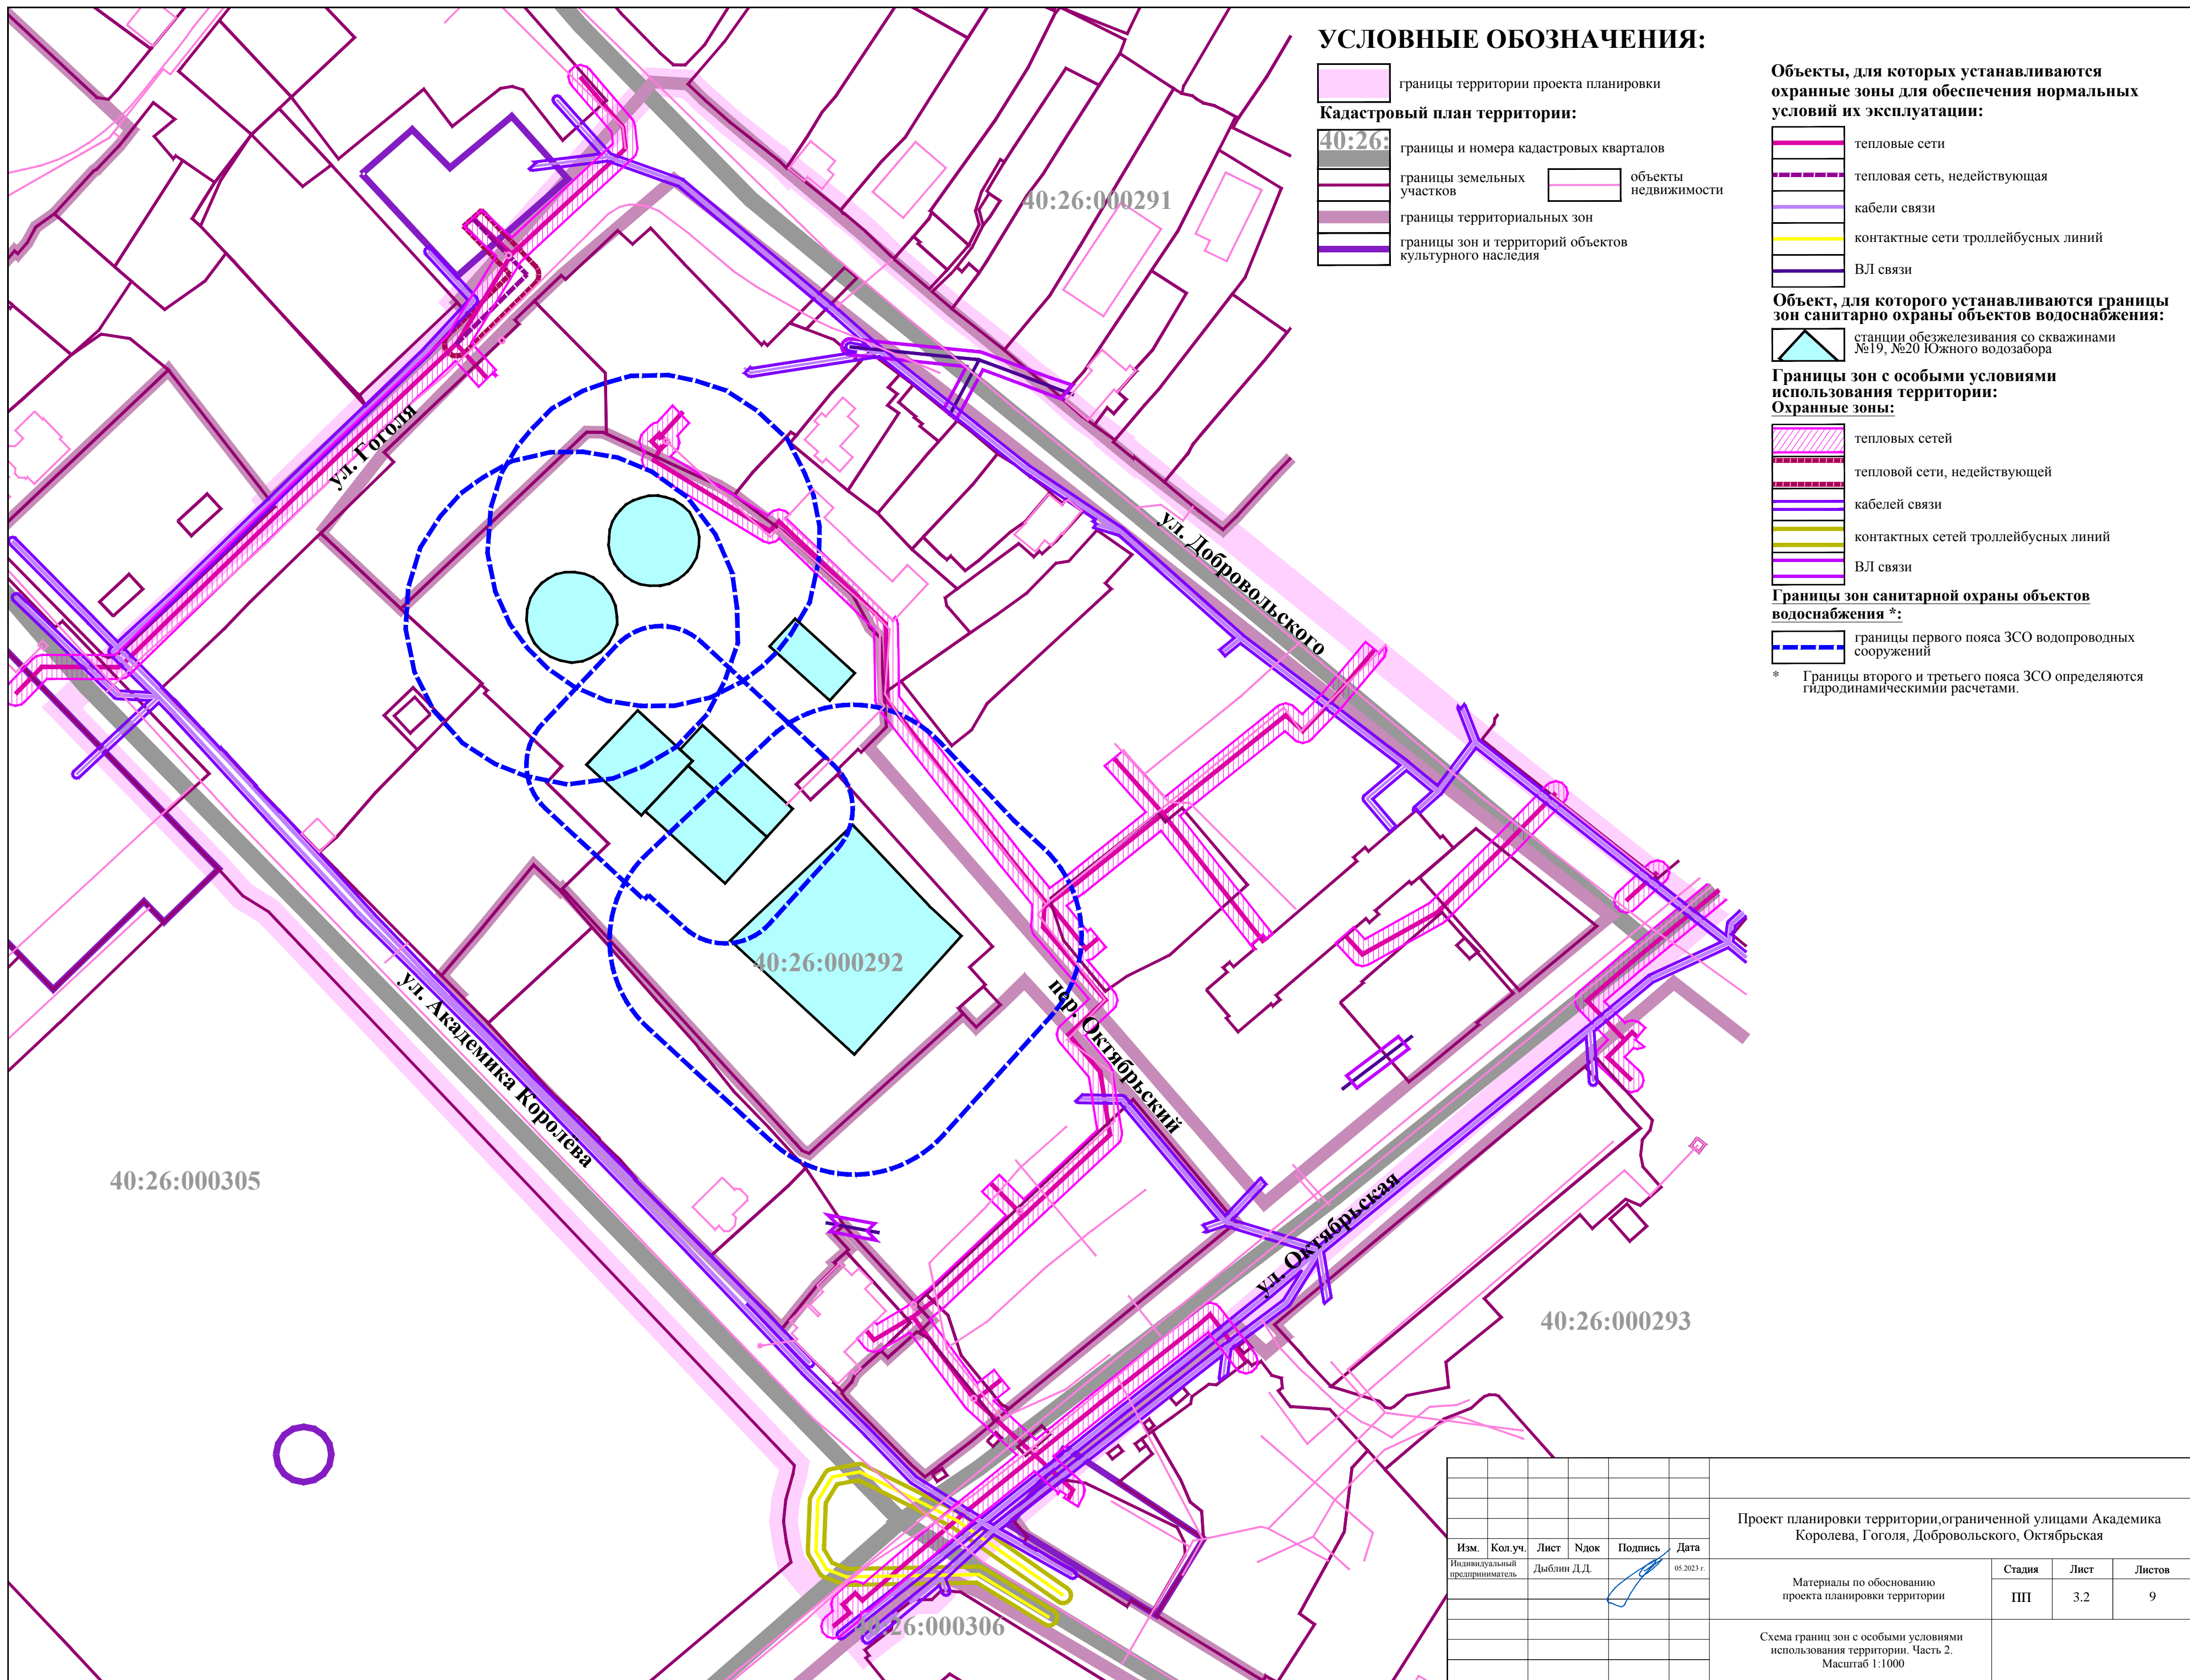 УСЛОВНЫЕ ОБОЗНАЧЕНИЯ:
границы территории проекта планировки
Кадастровый план территории:
40:26:
границы и номера кадастровых кварталов
границы земельных
участков
объекты
недвижимости
границы территориальных зон
границы зон и территорий объектов
культурного наследия
Объекты, для которых устанавливаются
охранные зоны для обеспечения нормальных
условий их эксплуатации:
тепловые сети
тепловая сеть, недействующая
кабели связи
контактные сети троллейбусных линий
ВЛ связи
Объект, для которого устанавливаются границы
зон санитарно охраны объектов водоснабжения:
станции обезжелезивания со скважинами
№19, №20 Южного водозабора
Границы зон с особыми условиями
использования территории:
Охранные зоны:
тепловых сетей
тепловой сети, недействующей
кабелей связи
контактных сетей троллейбусных линий
ВЛ связи
Границы зон санитарной охраны объектов
водоснабжения *:
границы первого пояса ЗСО водопроводных
сооружений
* Границы второго и третьего пояса ЗСО определяются
гидродинамическимии расчетами.
40:26:000291
ул. Гоголя
ул. Добровольского
40:26:000292
ул. Академика Королёва
пер. Октябрьский
40:26:000305
ул. Октябрьская
40:26:000293
40:26:000306
Проект планировки территории,ограниченной улицами Академика
Королева, Гоголя, Добровольского, Октябрьская
Изм. Кол.уч. Лист Nдок Подпись Дата
Индивидуальный
предприниматель
Дыблин Д.Д.
05.2023 г.
Материалы по обоснованию
проекта планировки территории
Стадия Лист Листов
ПП 3.2 9
Схема границ зон с особыми условиями
использования территории. Часть 2.
Масштаб 1:1000